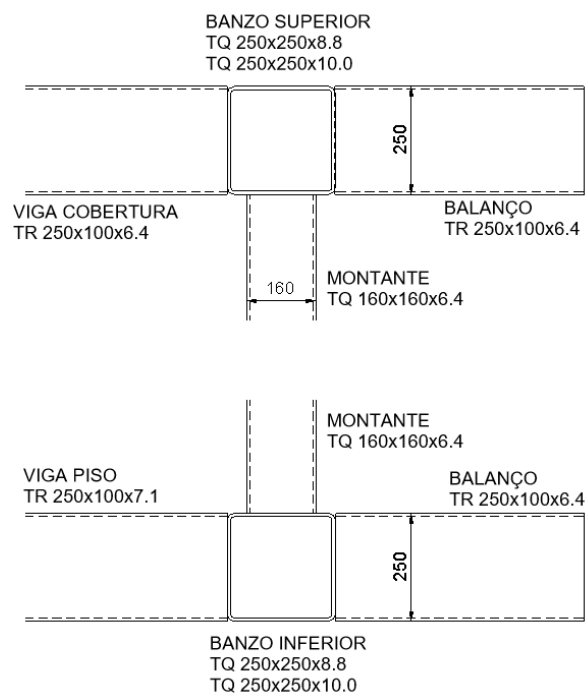 BANZO SUPERIOR
TQ 250x250x8.8
TQ 250x250x10.0
250
VIGA COBERTURA
TR 250x100x6.4
BALANÇO
TR 250x100x6.4
160
MONTANTE
TQ 160x160x6.4
MONTANTE
TQ 160x160x6.4
VIGA PISO
TR 250x100x7.1
BALANÇO
TR 250x100x6.4
250
BANZO INFERIOR
TQ 250x250x8.8
TQ 250x250x10.0